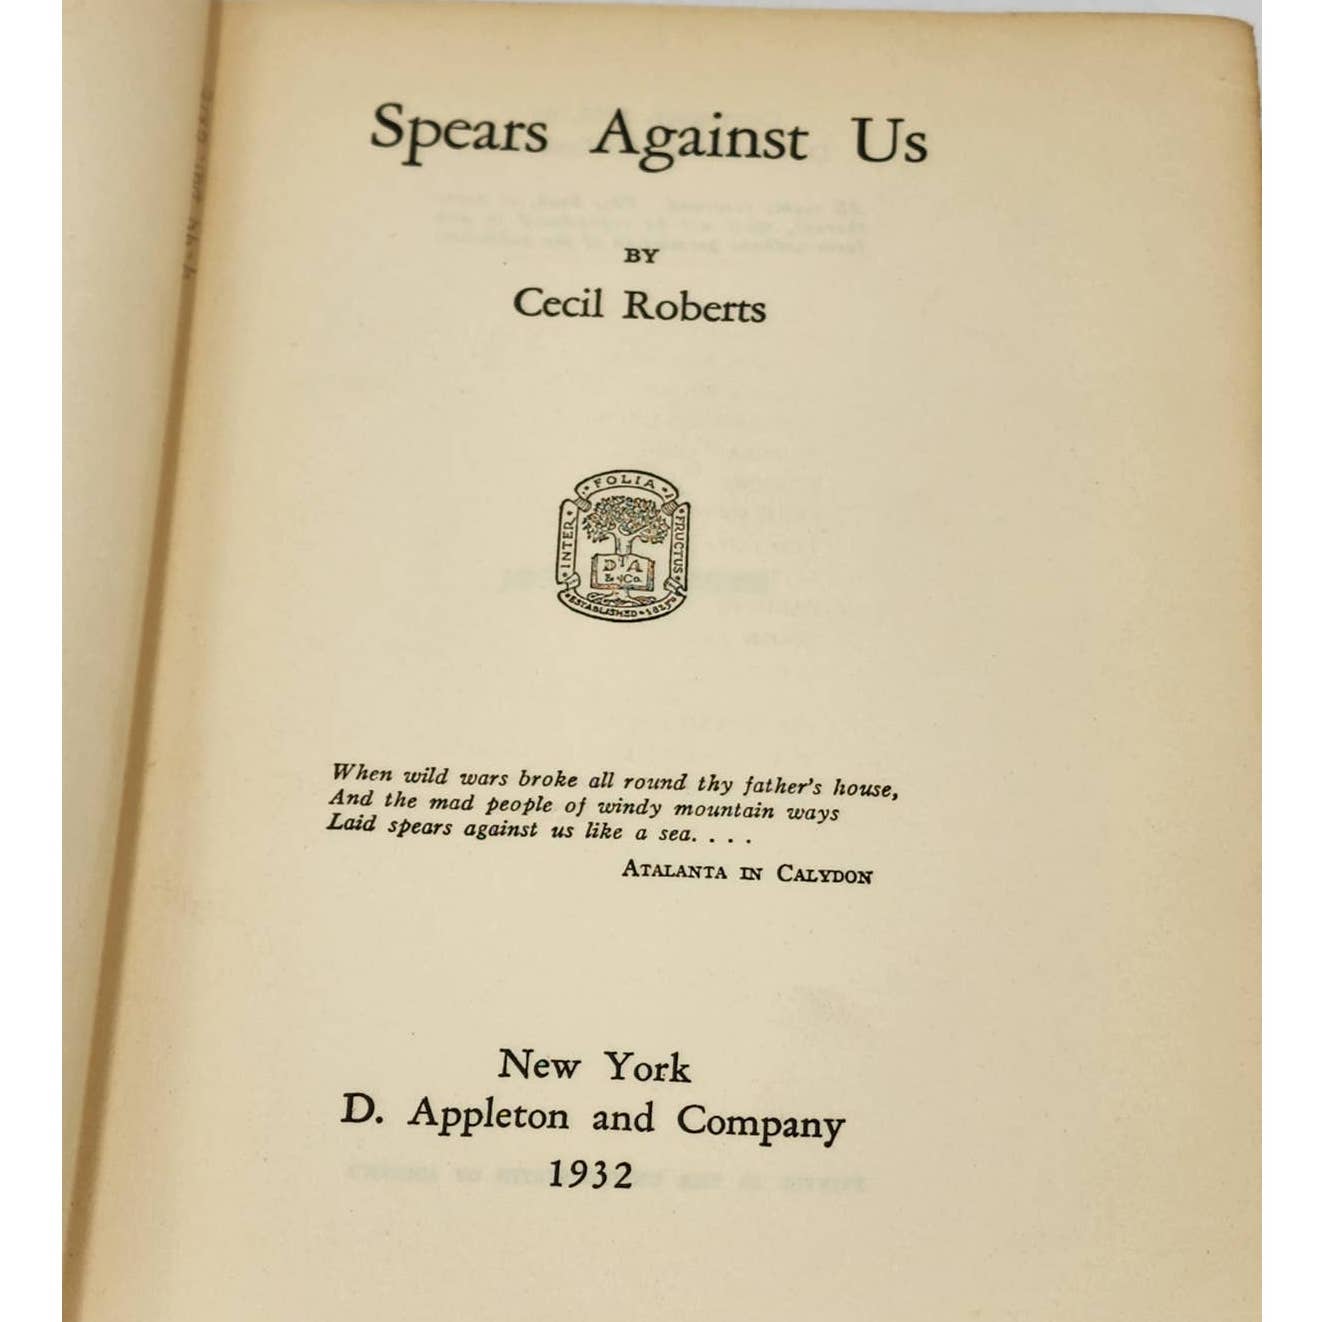 Spears Against Us
BY
Cecil Roberts
FOLIA
INTER
FRUCTUS
D A
& Co.
ESTABLISHED • 1825
When wild wars broke all round thy father's house,
And the mad people of windy mountain ways
Laid spears against us like a sea. . . .
ATALANTA IN CALYDON
New York
D. Appleton and Company
1932